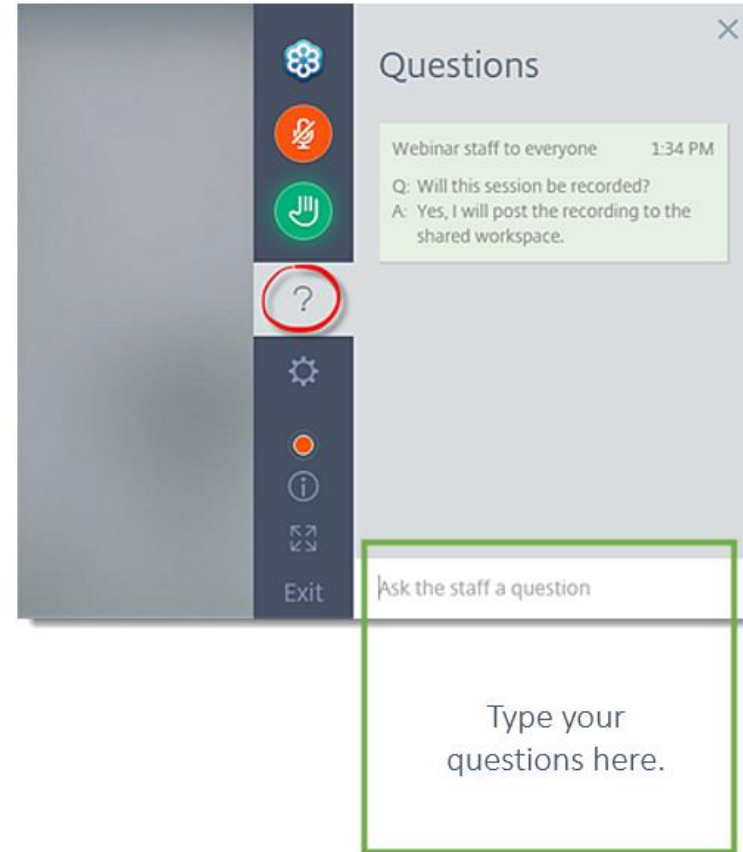 Questions
Webinar staff to everyone 1:34 PM
Q: Will this session be recorded?
A: Yes, I will post the recording to the
shared workspace.
?
Exit
Ask the staff a question
Type your
questions here.